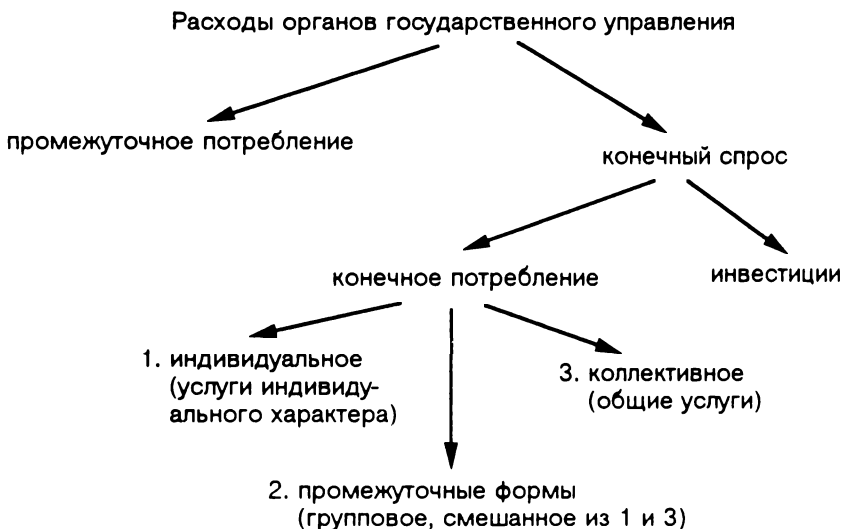 Расходы органов государственного управления
промежуточное потребление
конечный спрос
конечное потребление
инвестиции
1. индивидуальное
(услуги индивиду-
ального характера)
3. коллективное
(общие услуги)
2. промежуточные формы
(групповое, смешанное из 1 и 3)